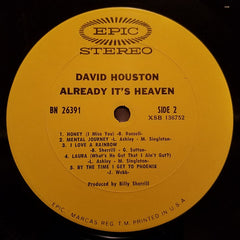 EPIC
STEREO
DAVID HOUSTON
ALREADY IT'S HEAVEN
BN 26391
SIDE 2
XSB 138752
1. HONEY (I Miss You) -B. Russell-
2. MENTAL JOURNEY -L. Ashley - M. Singleton-
3. I LOVE A RAINBOW
-B. Sherrill - G. Sutton-
4. LAURA (What's He Got That I Ain't Got?)
-L. Ashley - M. Singleton-
5. BY THE TIME I GET TO PHOENIX
-J. Webb-
Produced by Billy Sherrill
EPIC. MARCAS REG. T.M. PRINTED IN U.S.A.